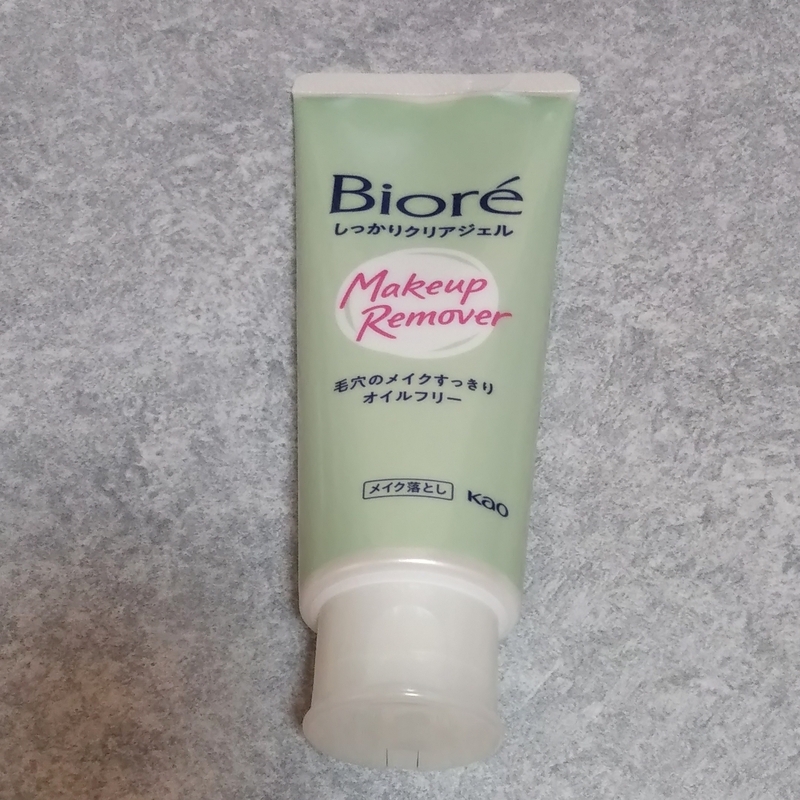 Bioré
しっかりクリアジェル
Makeup
Remover
毛穴のメイクすっきり
オイルフリー
メイク落とし
Kao